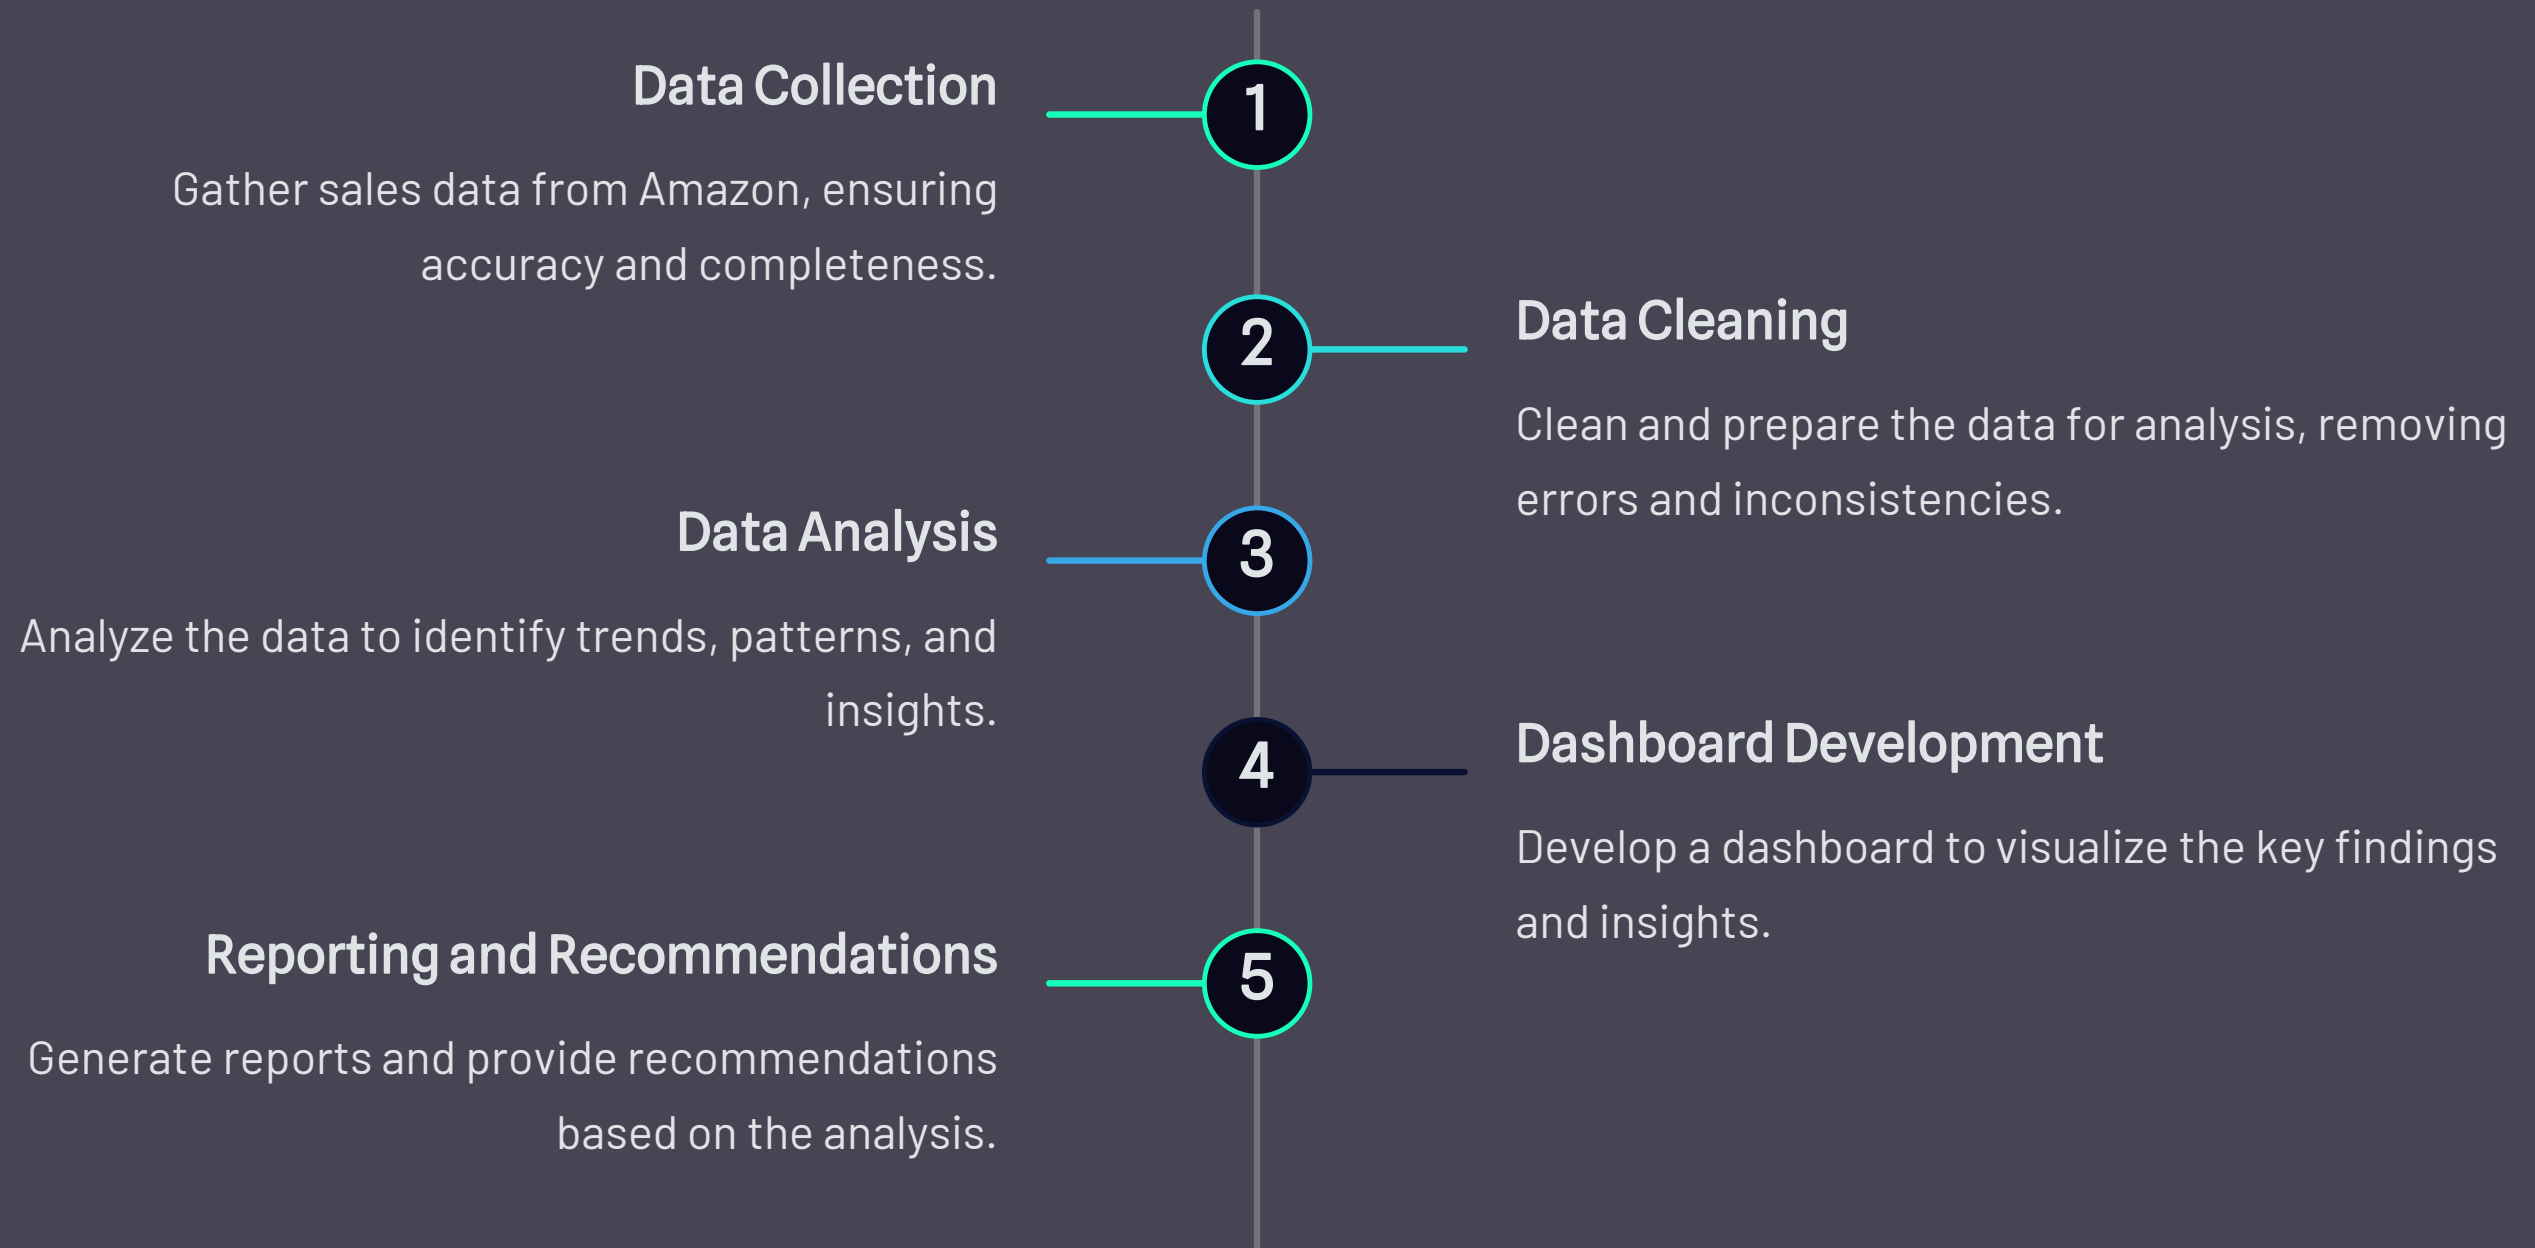 1
Data Collection
Gather sales data from Amazon, ensuring
accuracy and completeness.
2
Data Cleaning
Clean and prepare the data for analysis, removing
errors and inconsistencies.
3
Data Analysis
Analyze the data to identify trends, patterns, and
insights.
4
Dashboard Development
Develop a dashboard to visualize the key findings
and insights.
5
Reporting and Recommendations
Generate reports and provide recommendations
based on the analysis.